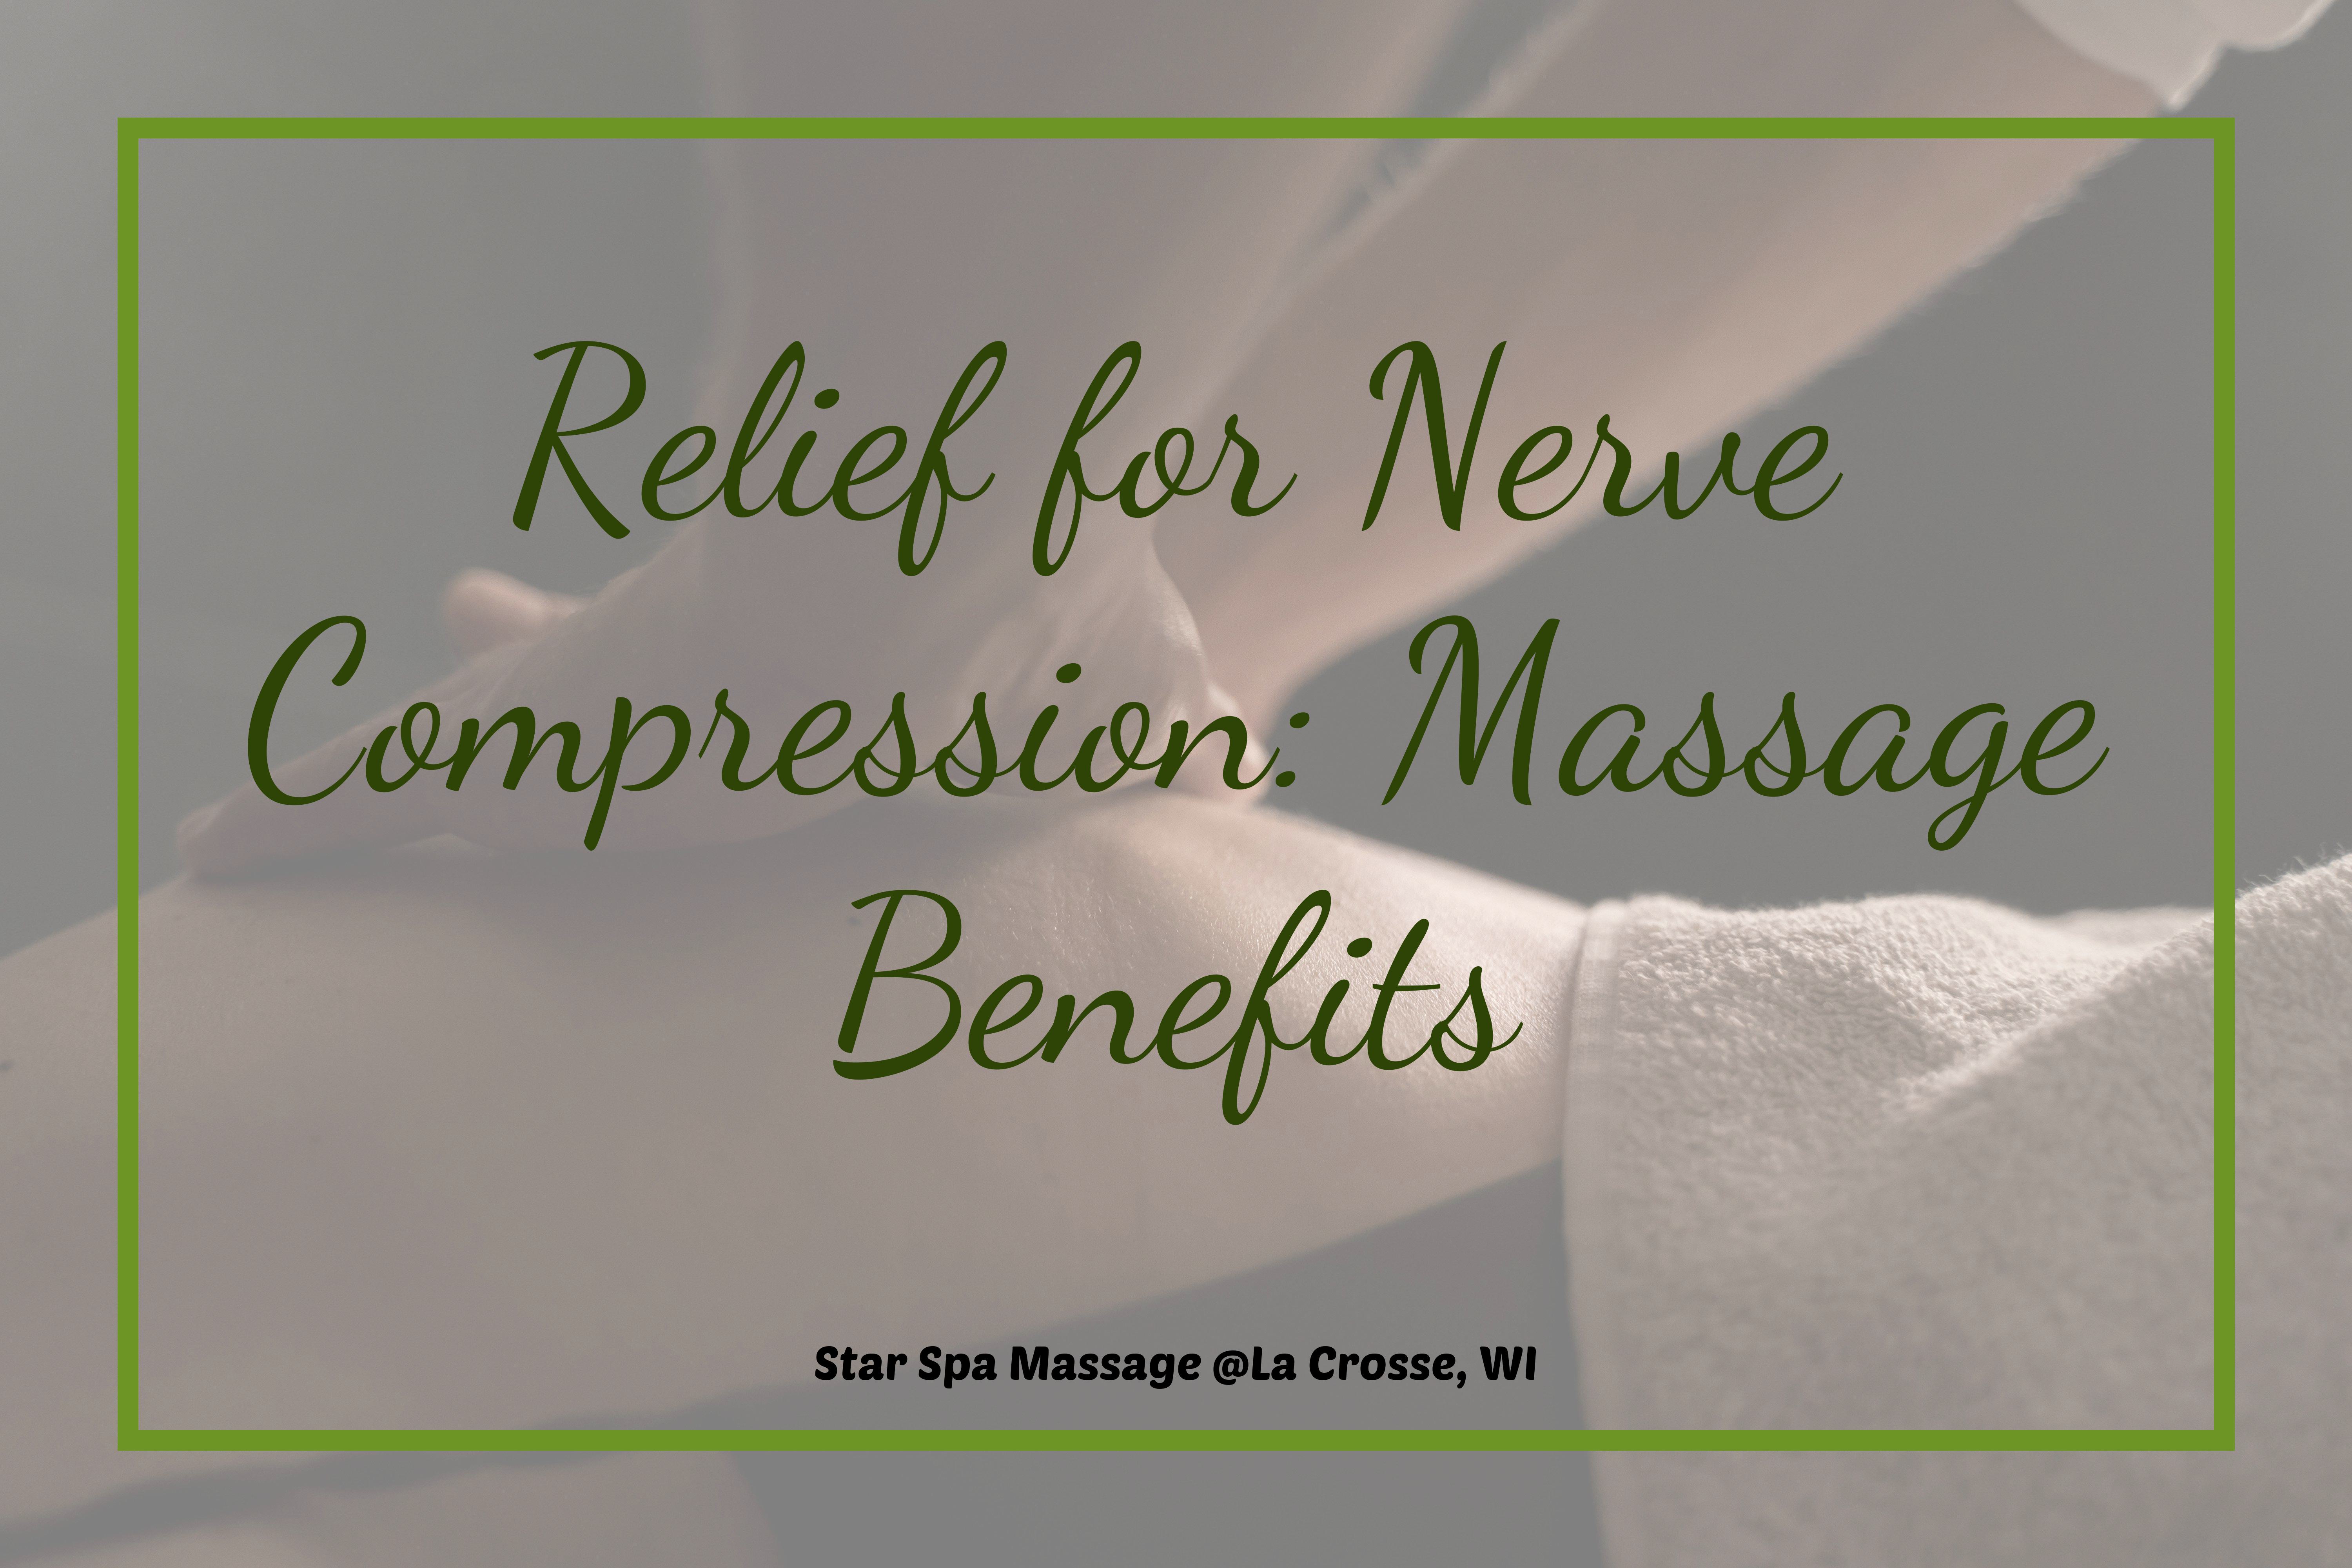 Relief for Nerve
Compression: Massage
Benefits
Star Spa Massage @La Crosse, WI